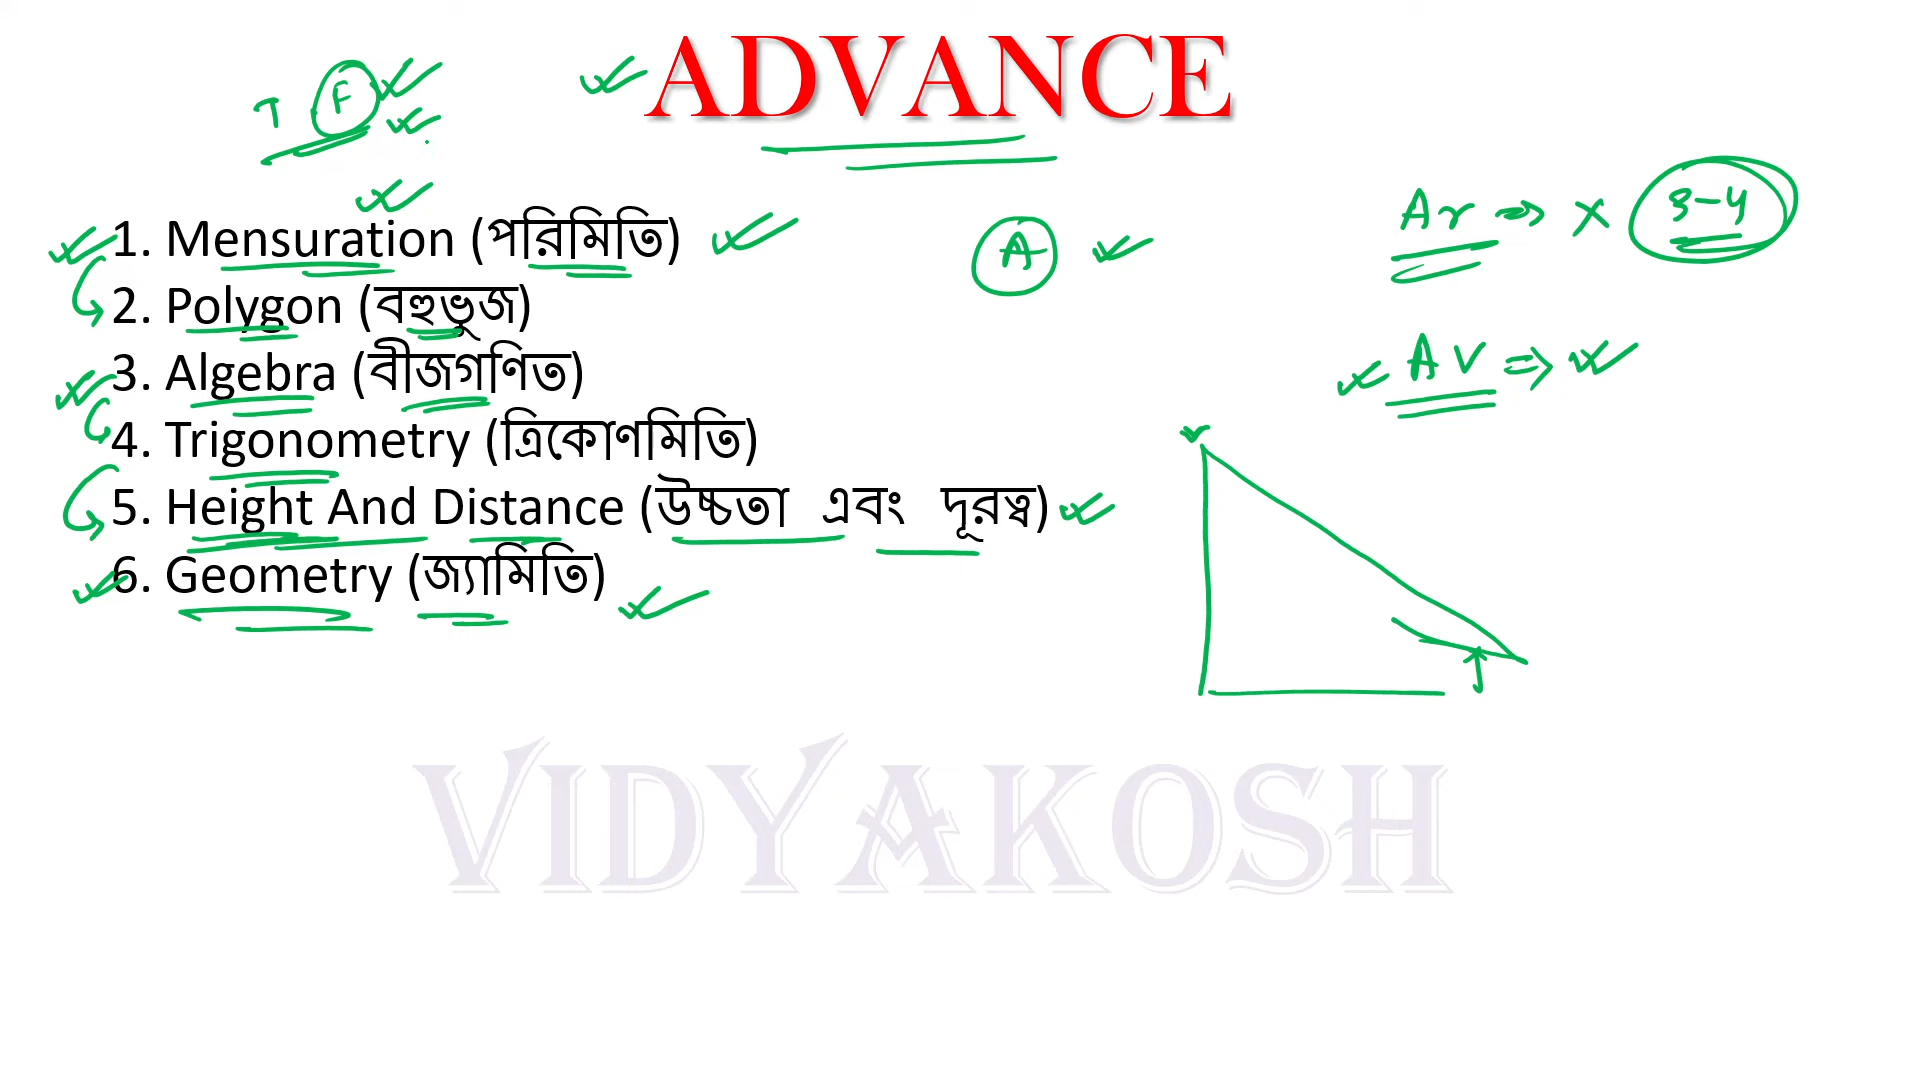 ADVANCE
T F
1. Mensuration (পরিমিতি)
2. Polygon (বহুভুজ)
3. Algebra (বীজগণিত)
4. Trigonometry (ত্রিকোণমিতি)
5. Height And Distance (উচ্চতা এবং দূরত্ব)
6. Geometry (জ্যামিতি)
A
Ar ⇒ × 3-4
AV ⇒
VIDYAKOSH